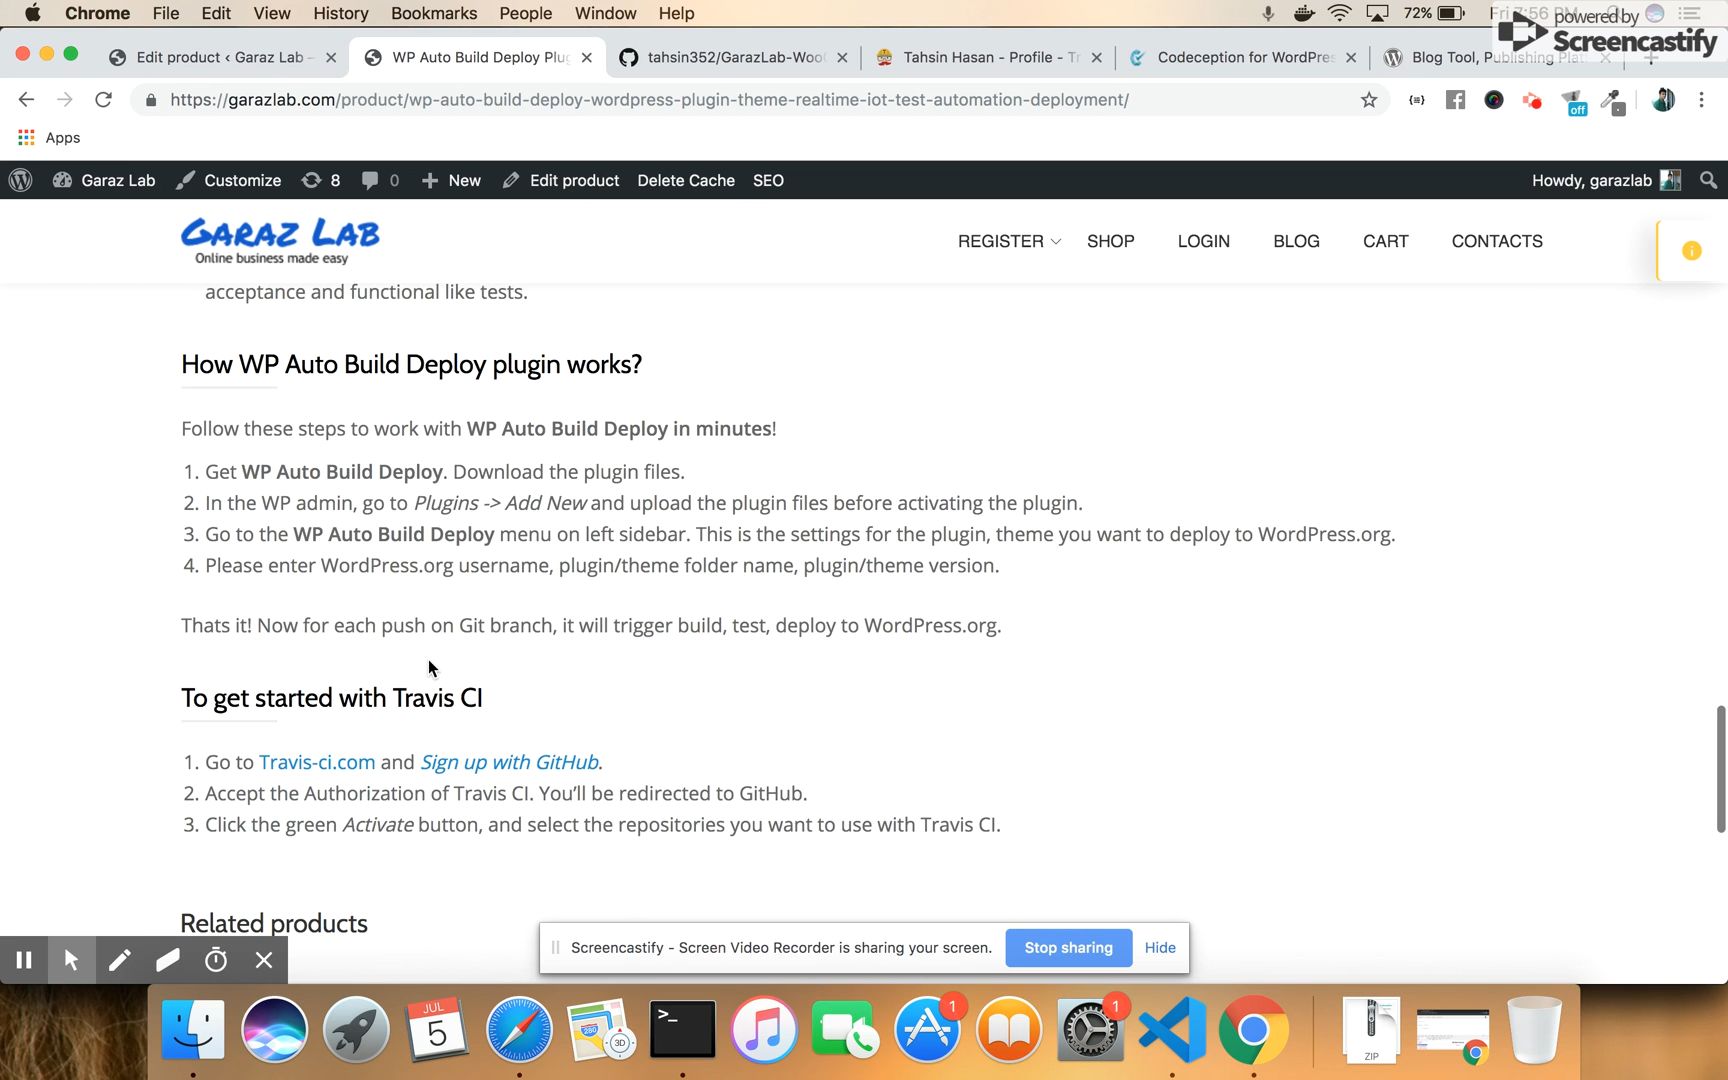 Chrome File Edit View History Bookmarks People Window Help
72%
powered by
Screencastify
Edit product ‹ Garaz Lab –
WP Auto Build Deploy Plug
tahsin352/GarazLab-Woo
Tahsin Hasan - Profile - Tr
Codeception for WordPres
Blog Tool, Publishing Plat
https://garazlab.com/product/wp-auto-build-deploy-wordpress-plugin-theme-realtime-iot-test-automation-deployment/
off
Apps
Garaz Lab Customize 8 0 New Edit product Delete Cache SEO
Howdy, garazlab
GARAZ LAB
Online business made easy
REGISTER SHOP LOGIN BLOG CART CONTACTS
acceptance and functional like tests.
How WP Auto Build Deploy plugin works?
Follow these steps to work with WP Auto Build Deploy in minutes!
1. Get WP Auto Build Deploy. Download the plugin files.
2. In the WP admin, go to Plugins -> Add New and upload the plugin files before activating the plugin.
3. Go to the WP Auto Build Deploy menu on left sidebar. This is the settings for the plugin, theme you want to deploy to WordPress.org.
4. Please enter WordPress.org username, plugin/theme folder name, plugin/theme version.
Thats it! Now for each push on Git branch, it will trigger build, test, deploy to WordPress.org.
To get started with Travis CI
1. Go to Travis-ci.com and Sign up with GitHub.
2. Accept the Authorization of Travis CI. You'll be redirected to GitHub.
3. Click the green Activate button, and select the repositories you want to use with Travis CI.
Related products
Screencastify - Screen Video Recorder is sharing your screen.
Stop sharing
Hide
JUL
5
280
3D
1
1
ZIP